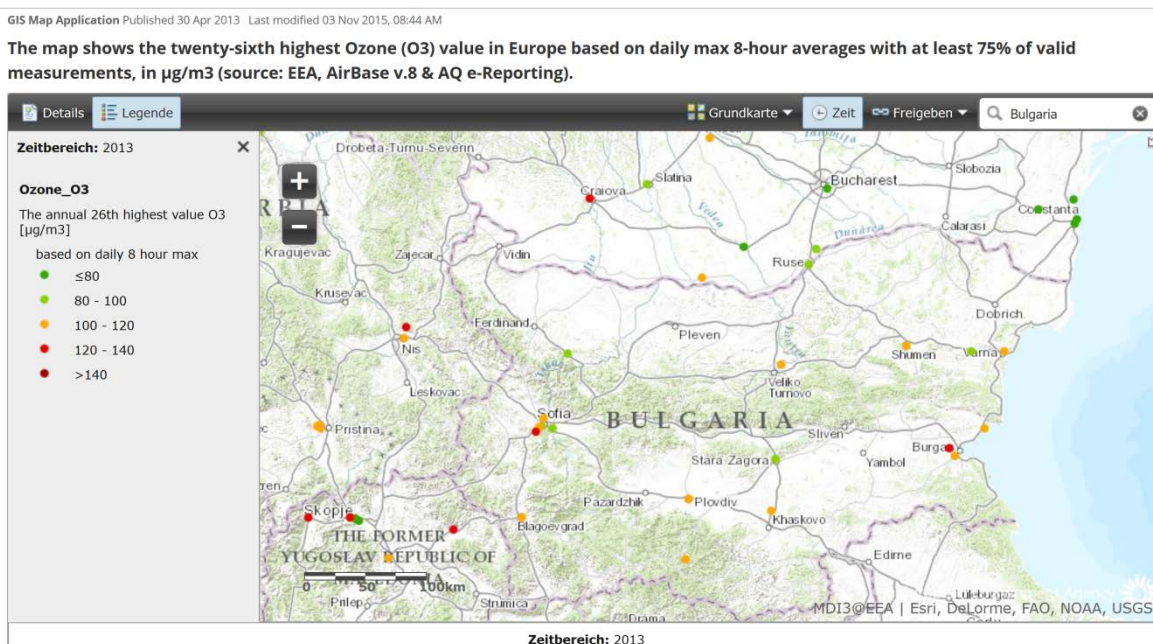 GIS Map Application Published 30 Apr 2013 Last modified 03 Nov 2015, 08:44 AM
The map shows the twenty-sixth highest Ozone (O3) value in Europe based on daily max 8-hour averages with at least 75% of valid
measurements, in µg/m3 (source: EEA, AirBase v.8 & AQ e-Reporting).
Details Legende Grundkarte Zeit Freigeben Bulgaria
Zeitbereich: 2013
Ozone_O3
The annual 26th highest value O3
[µg/m3]
based on daily 8 hour max
≤80
80 - 100
100 - 120
120 - 140
>140
Drobeta-Turnu-Severin
Slatina
Craiova
Bucharest
Slobozia
Constanta
Calarasi
Vedea
Dunărea
Kragujevac
Zajecar
Vidin
Jiu
Ruse
Krusevac
Ferdinand
Pleven
Dobrich
Nis
Shumen
Varna
Veliko
Turnovo
Leskovac
Sofia
BULGARIA
Pristina
Sliven
Burga
Stara Zagora
Yambol
Pazardzhik
Plovdiv
Skopje
Blagoevgrad
Khaskovo
THE FORMER
YUGOSLAV REPUBLIC OF
Edirne
0 50 100km
Prilep
Strumica
Drama
Luleburgaz
MDI3@EEA | Esri, DeLorme, FAO, NOAA, USGS
Zeitbereich: 2013